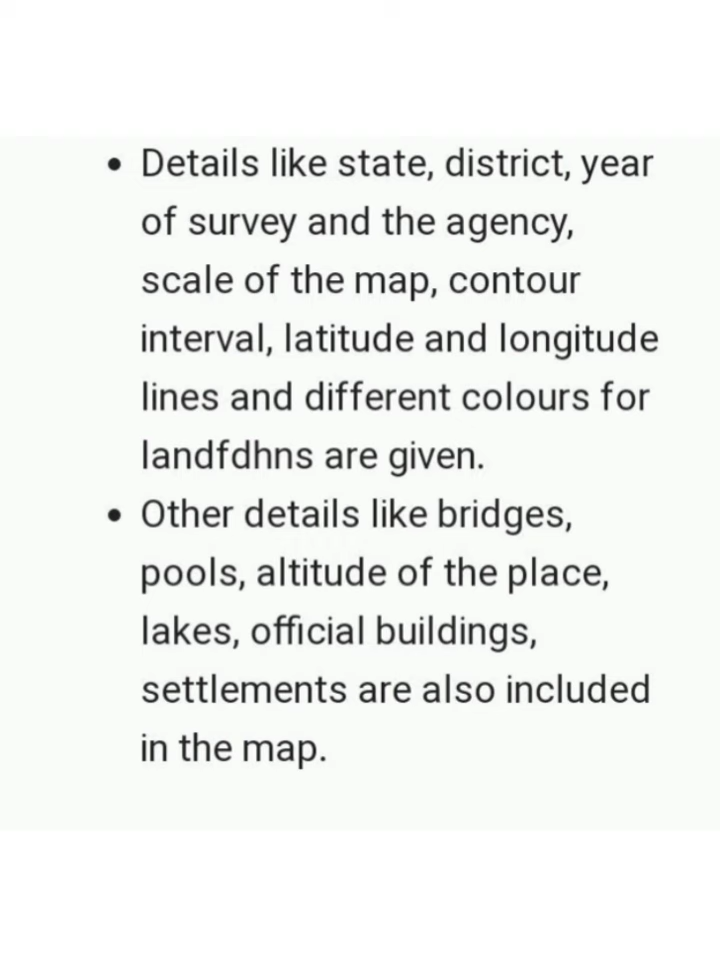 • Details like state, district, year
of survey and the agency,
scale of the map, contour
interval, latitude and longitude
lines and different colours for
landfdhns are given.
• Other details like bridges,
pools, altitude of the place,
lakes, official buildings,
settlements are also included
in the map.